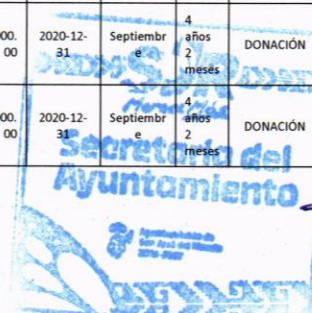 00.
00
2020-12-
31
Septiembr
e
4
años
2
meses
DONACIÓN
00.
00
2020-12-
31
Septiembr
e
4
años
2
meses
DONACIÓN
Secretaría del
Ayuntamiento